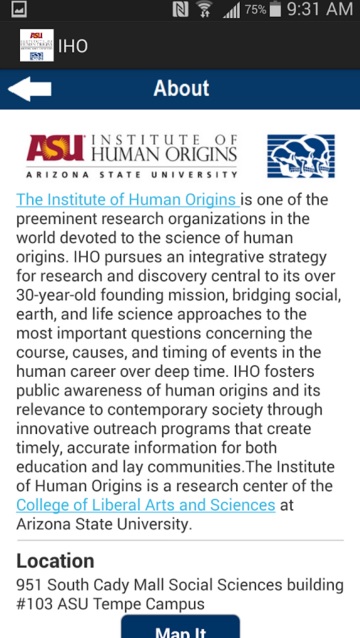 75% 9:31 AM
IHO
About
ASU INSTITUTE OF
HUMAN ORIGINS
ARIZONA STATE UNIVERSITY
The Institute of Human Origins is one of the
preeminent research organizations in the
world devoted to the science of human
origins. IHO pursues an integrative strategy
for research and discovery central to its over
30-year-old founding mission, bridging social,
earth, and life science approaches to the
most important questions concerning the
course, causes, and timing of events in the
human career over deep time. IHO fosters
public awareness of human origins and its
relevance to contemporary society through
innovative outreach programs that create
timely, accurate information for both
education and lay communities.The Institute
of Human Origins is a research center of the
College of Liberal Arts and Sciences at
Arizona State University.
Location
951 South Cady Mall Social Sciences building
#103 ASU Tempe Campus
Map It